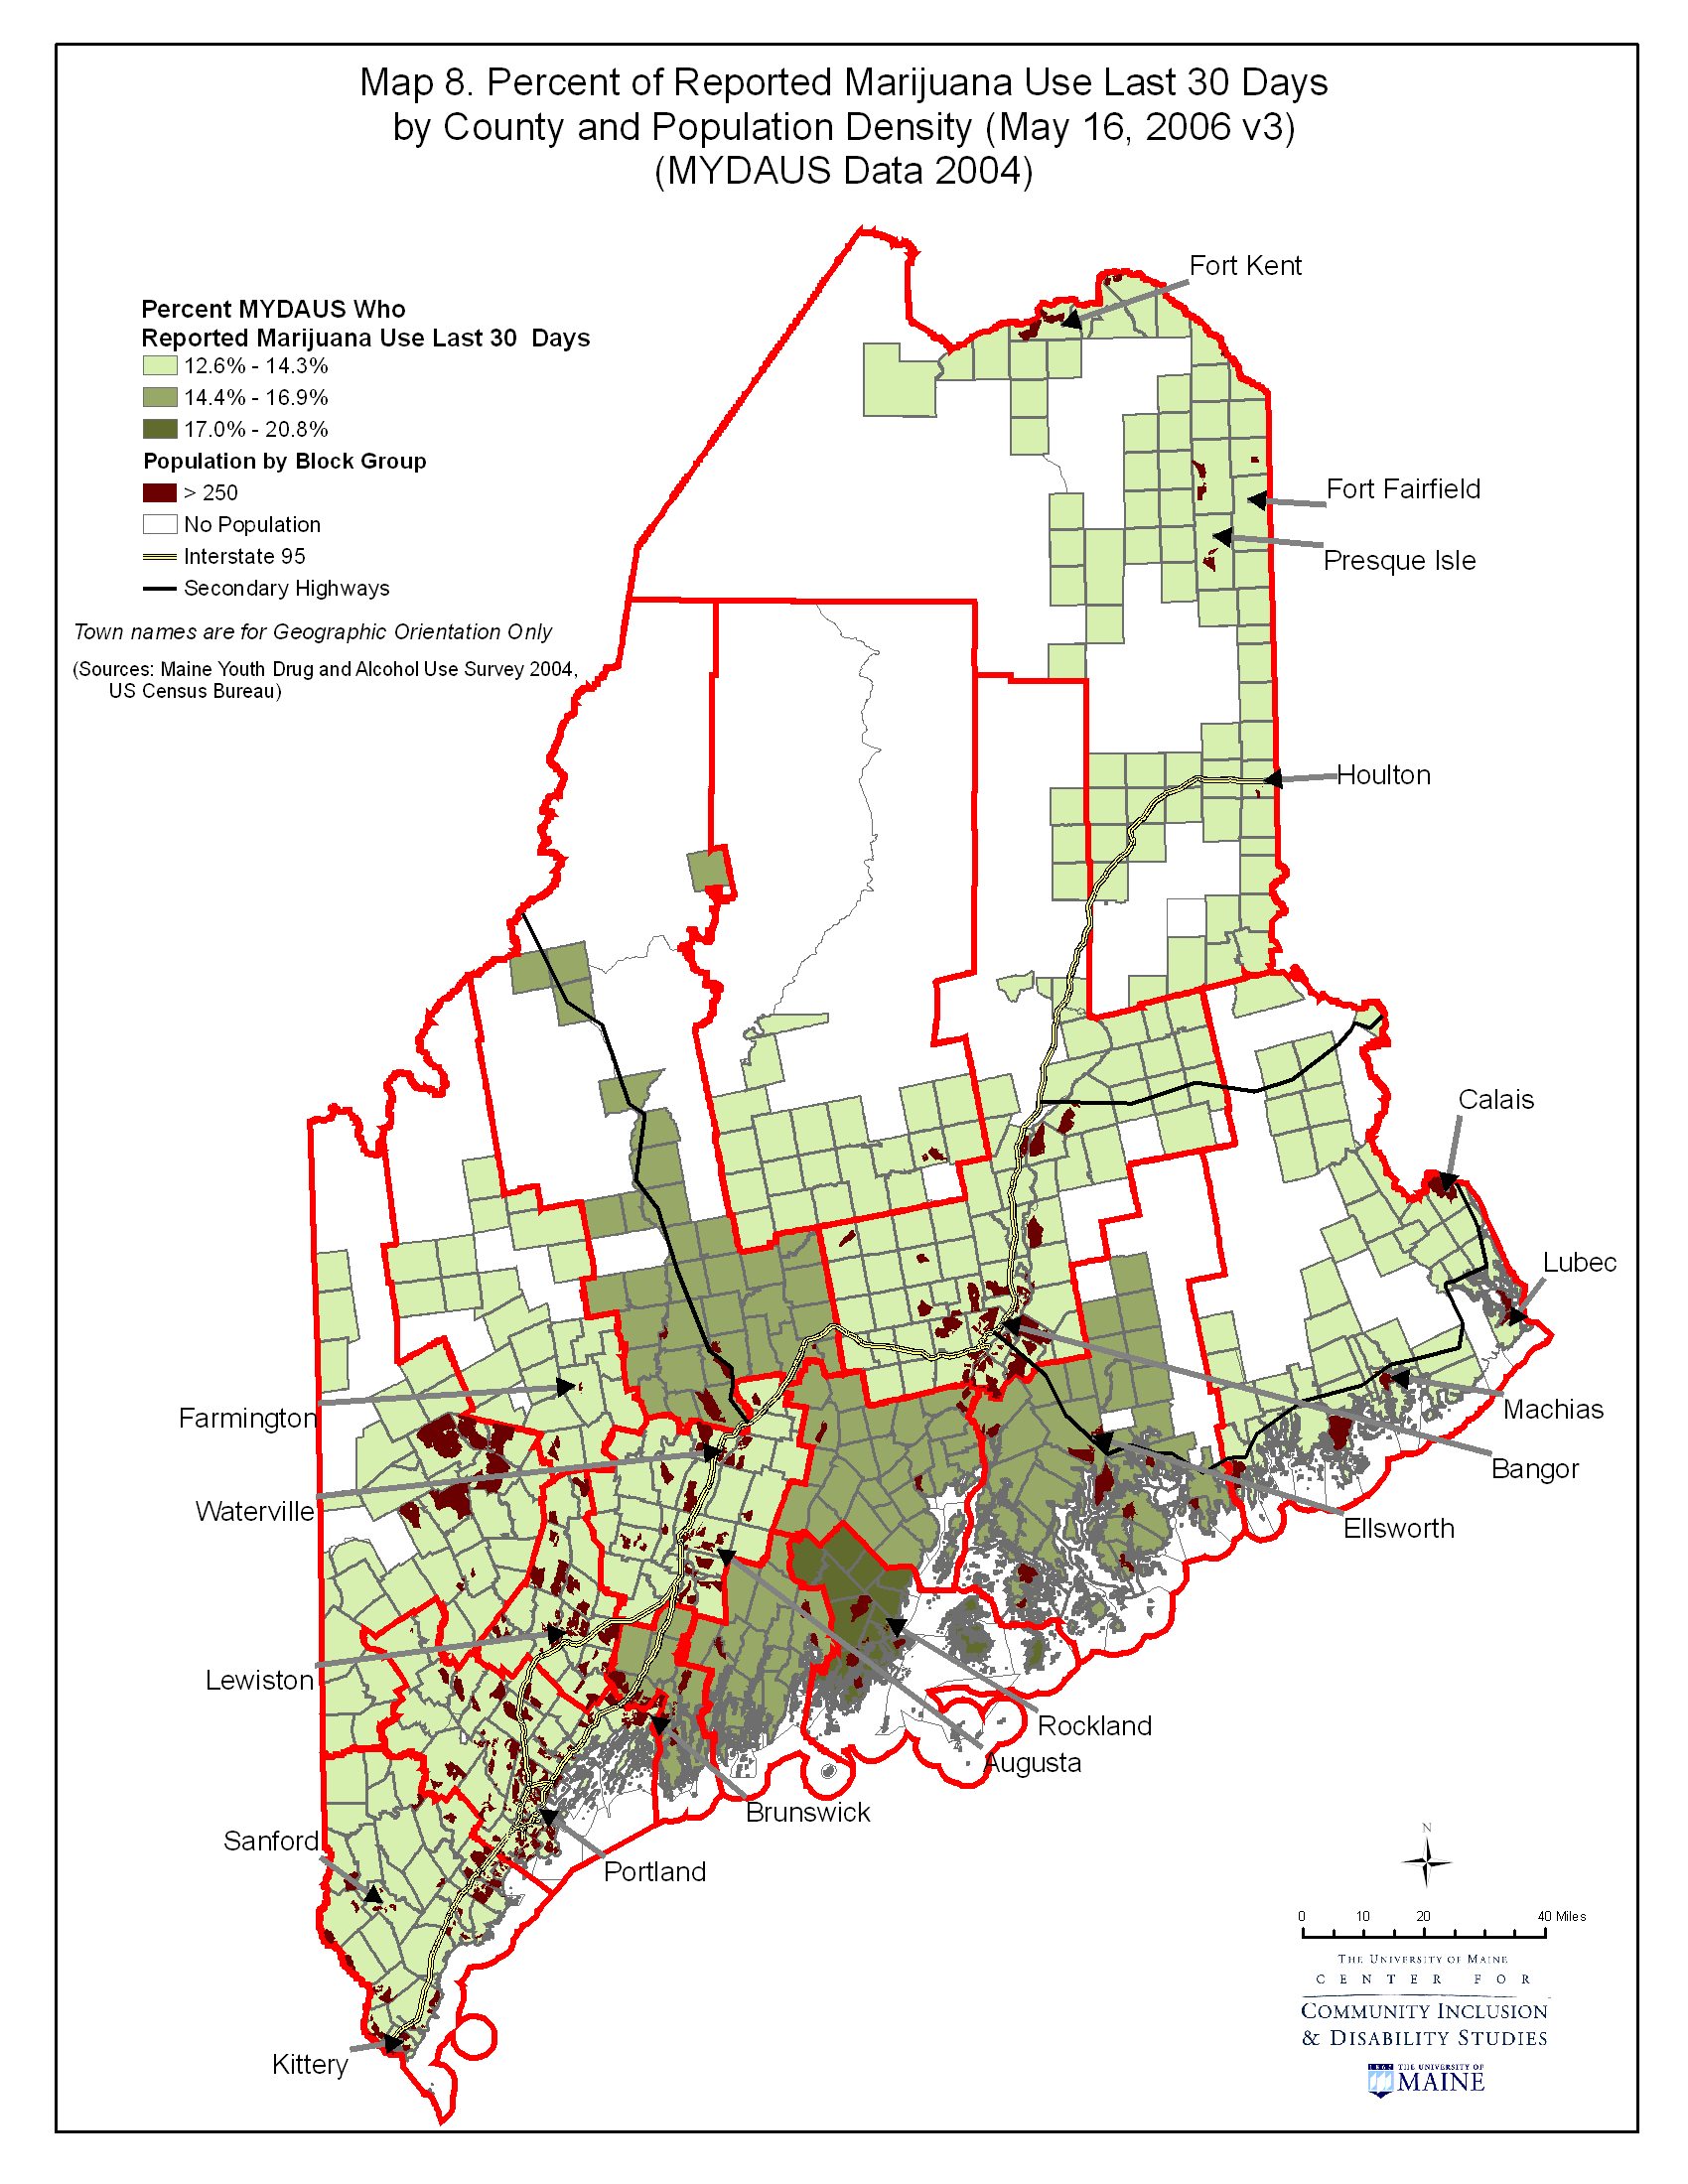 Map 8. Percent of Reported Marijuana Use Last 30 Days
by County and Population Density (May 16, 2006 v3)
(MYDAUS Data 2004)
Percent MYDAUS Who
Reported Marijuana Use Last 30 Days
12.6% - 14.3%
14.4% - 16.9%
17.0% - 20.8%
Population by Block Group
> 250
No Population
Interstate 95
Secondary Highways
Town names are for Geographic Orientation Only
(Sources: Maine Youth Drug and Alcohol Use Survey 2004,
US Census Bureau)
Fort Kent
Fort Fairfield
Presque Isle
Houlton
Calais
Lubec
Machias
Bangor
Ellsworth
Farmington
Waterville
Lewiston
Rockland
Augusta
Brunswick
Sanford
Portland
Kittery
N
0 10 20 40 Miles
THE UNIVERSITY OF MAINE
CENTER FOR
COMMUNITY INCLUSION
& DISABILITY STUDIES
1865 THE UNIVERSITY OF
MAINE